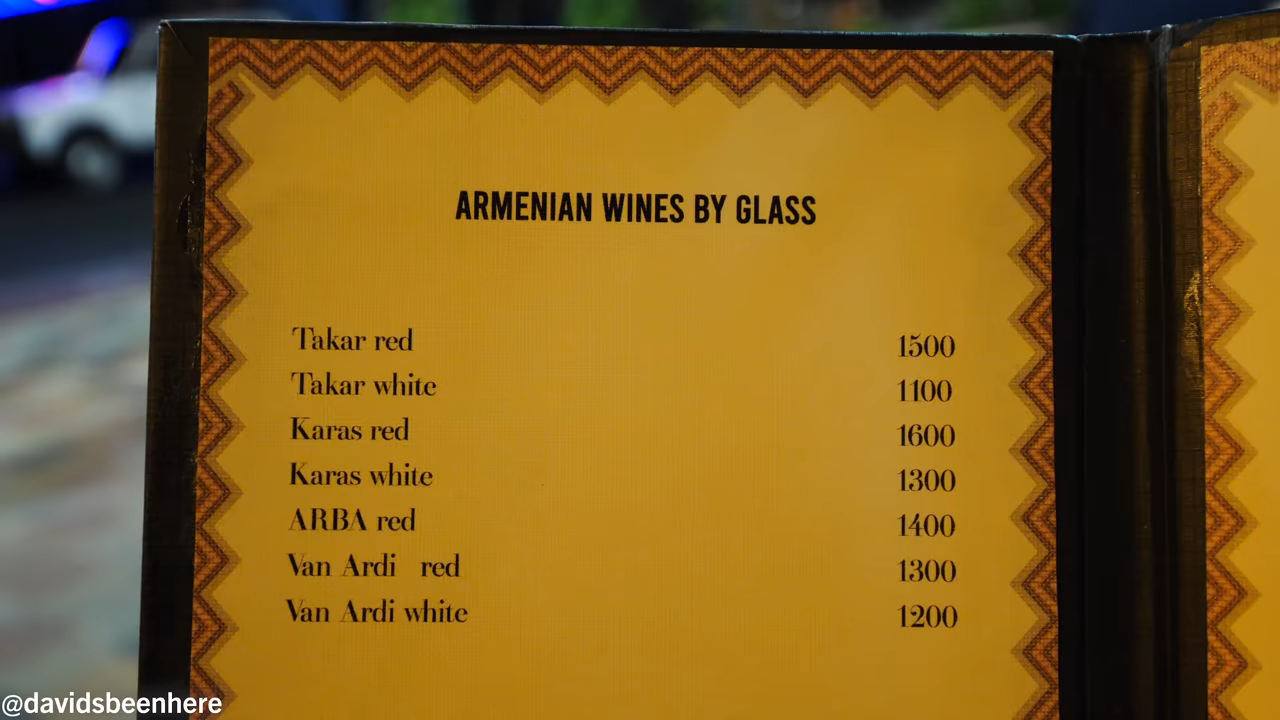 ARMENIAN WINES BY GLASS
Takar red 1500
Takar white 1100
Karas red 1600
Karas white 1300
ARBA red 1400
Van Ardi red 1300
Van Ardi white 1200
@davidsbeenhere